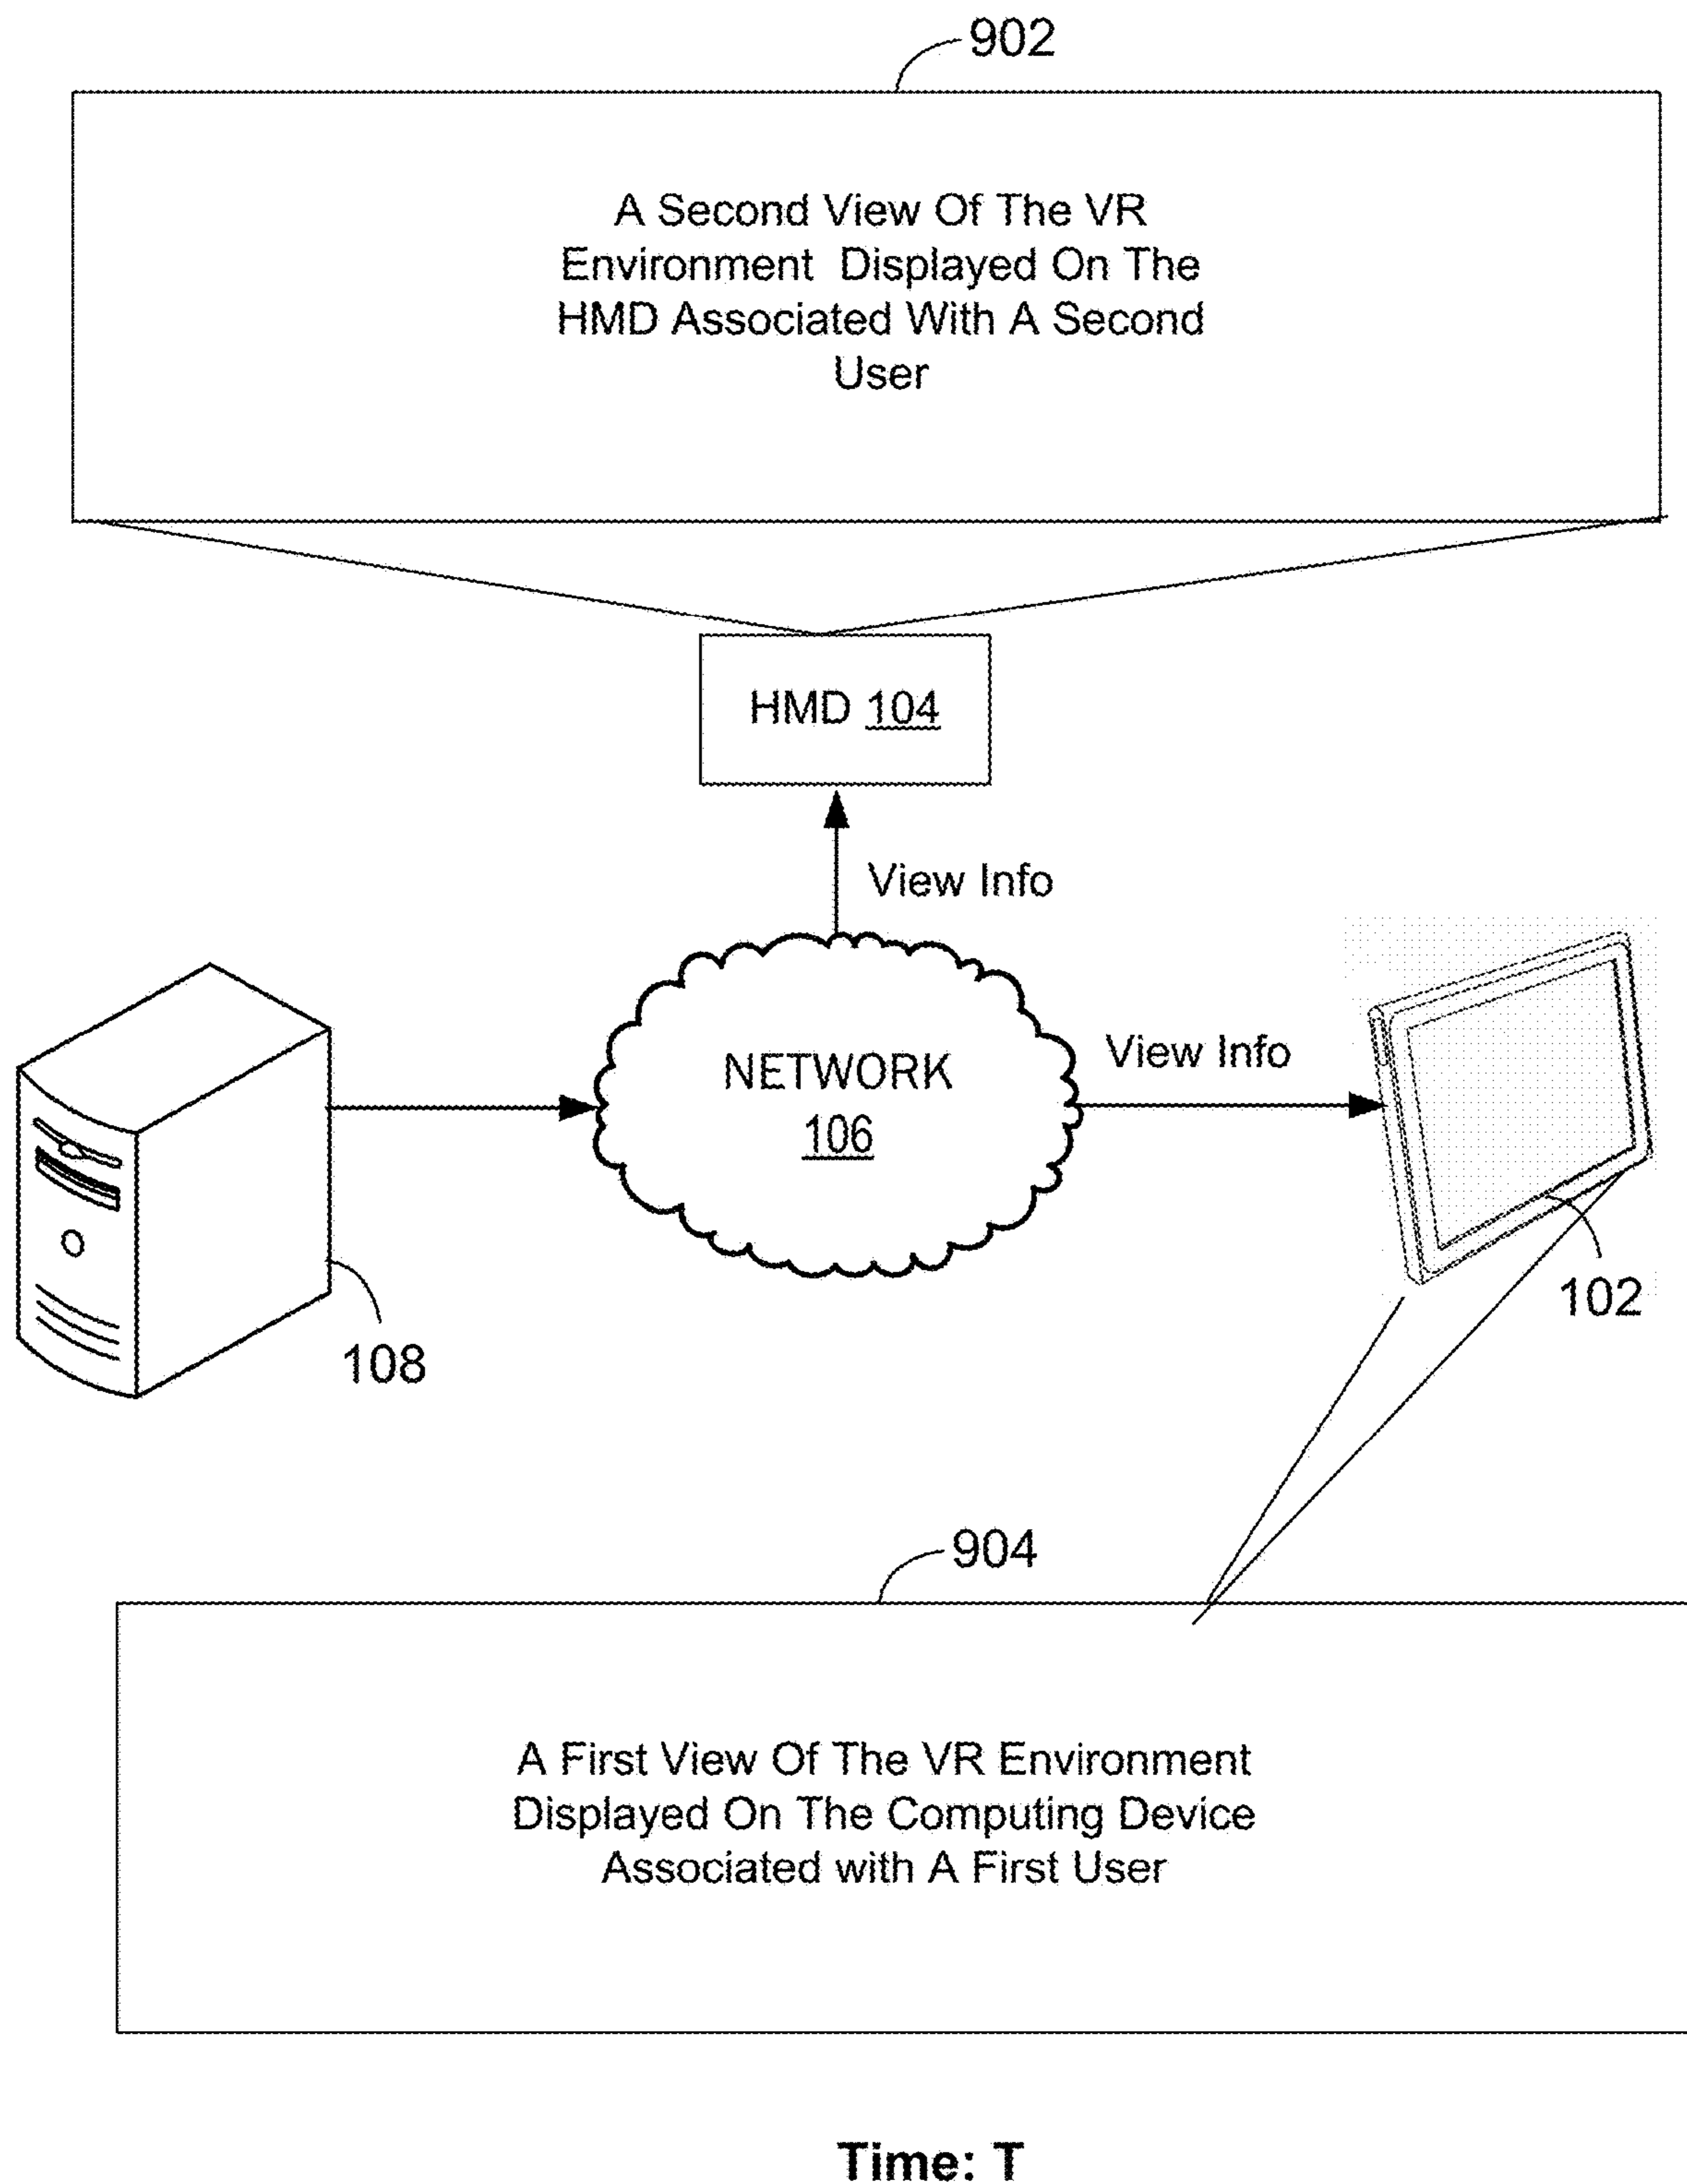 902
A Second View Of The VR
Environment Displayed On The
HMD Associated With A Second
User
HMD 104
View Info
NETWORK
106
View Info
102
108
904
A First View Of The VR Environment
Displayed On The Computing Device
Associated with A First User
Time: T